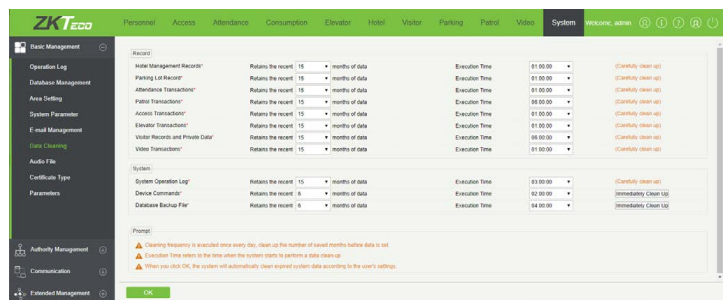 ZKTECO Personnel Access Attendance Consumption Elevator Hotel Visitor Parking Patrol Video System Welcome, admin
Basic Management
Operation Log
Database Management
Area Setting
System Parameter
E-mail Management
Data Cleaning
Audio File
Certificate Type
Parameters
Authority Management
Communication
Extended Management
Record
Hotel Management Records* Retains the recent 15 months of data Execution Time 01:00:00 (Carefully clean up)
Parking Lot Record* Retains the recent 15 months of data Execution Time 01:00:00 (Carefully clean up)
Attendance Transactions* Retains the recent 15 months of data Execution Time 01:00:00 (Carefully clean up)
Patrol Transactions* Retains the recent 15 months of data Execution Time 06:00:00 (Carefully clean up)
Access Transactions* Retains the recent 15 months of data Execution Time 01:00:00 (Carefully clean up)
Elevator Transactions* Retains the recent 15 months of data Execution Time 01:00:00 (Carefully clean up)
Visitor Records and Private Data* Retains the recent 15 months of data Execution Time 06:00:00 (Carefully clean up)
Video Transactions* Retains the recent 15 months of data Execution Time 01:00:00 (Carefully clean up)
System
System Operation Log* Retains the recent 15 months of data Execution Time 03:00:00 (Carefully clean up)
Device Commands* Retains the recent 6 months of data Execution Time 02:00:00 Immediately Clean Up
Database Backup File* Retains the recent 6 months of data Execution Time 04:00:00 Immediately Clean Up
Prompt
Cleaning frequency is executed once every day, clean up the number of saved months before data is set.
Execution Time refers to the time when the system starts to perform a data clean-up
When you click OK, the system will automatically clean expired system data according to the user's settings.
OK